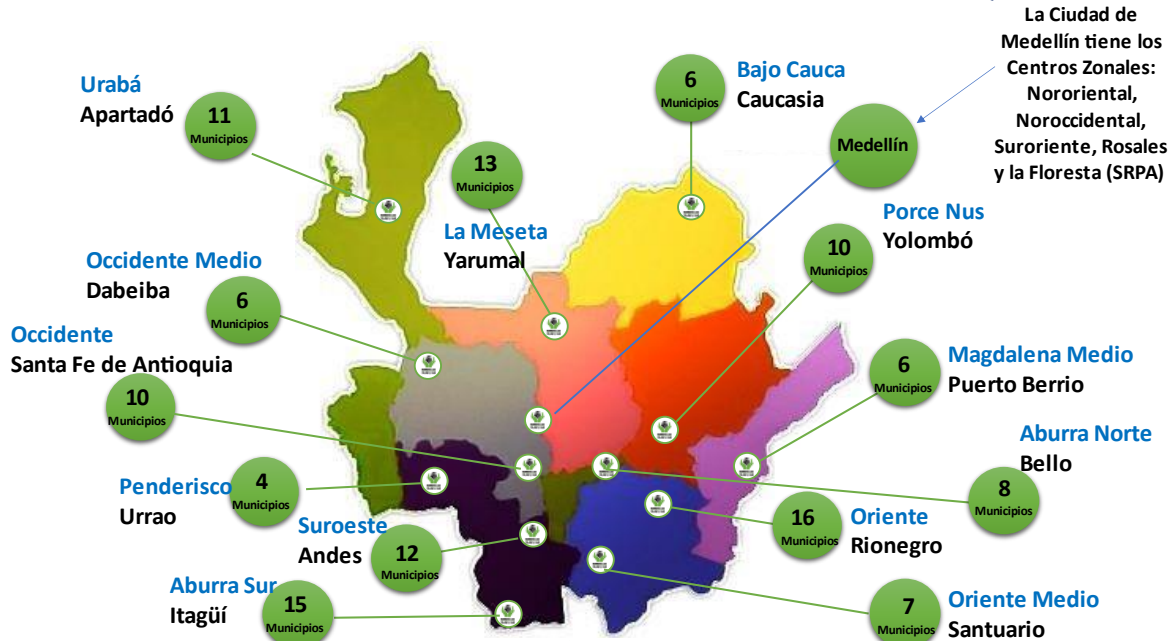 La Ciudad de
Medellín tiene los
Centros Zonales:
Nororiental,
Noroccidental,
Suroriente, Rosales
y la Floresta (SRPA)
Urabá
Apartadó
11
Municipios
6
Municipios
Bajo Cauca
Caucasia
Medellín
13
Municipios
La Meseta
Yarumal
Porce Nus
Yolombó
10
Municipios
Occidente Medio
Dabeiba
6
Municipios
Occidente
Santa Fe de Antioquia
10
Municipios
6
Municipios
Magdalena Medio
Puerto Berrio
Aburra Norte
Bello
8
Municipios
Penderisco
Urrao
4
Municipios
Suroeste
Andes
12
Municipios
16
Municipios
Oriente
Rionegro
Aburra Sur
Itagüí
15
Municipios
7
Municipios
Oriente Medio
Santuario